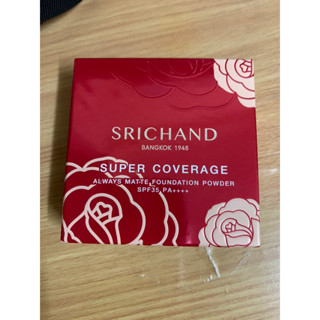 SRICHAND
BANGKOK 1948
SUPER COVERAGE
ALWAYS MATTE FOUNDATION POWDER
SPF35 PA++++